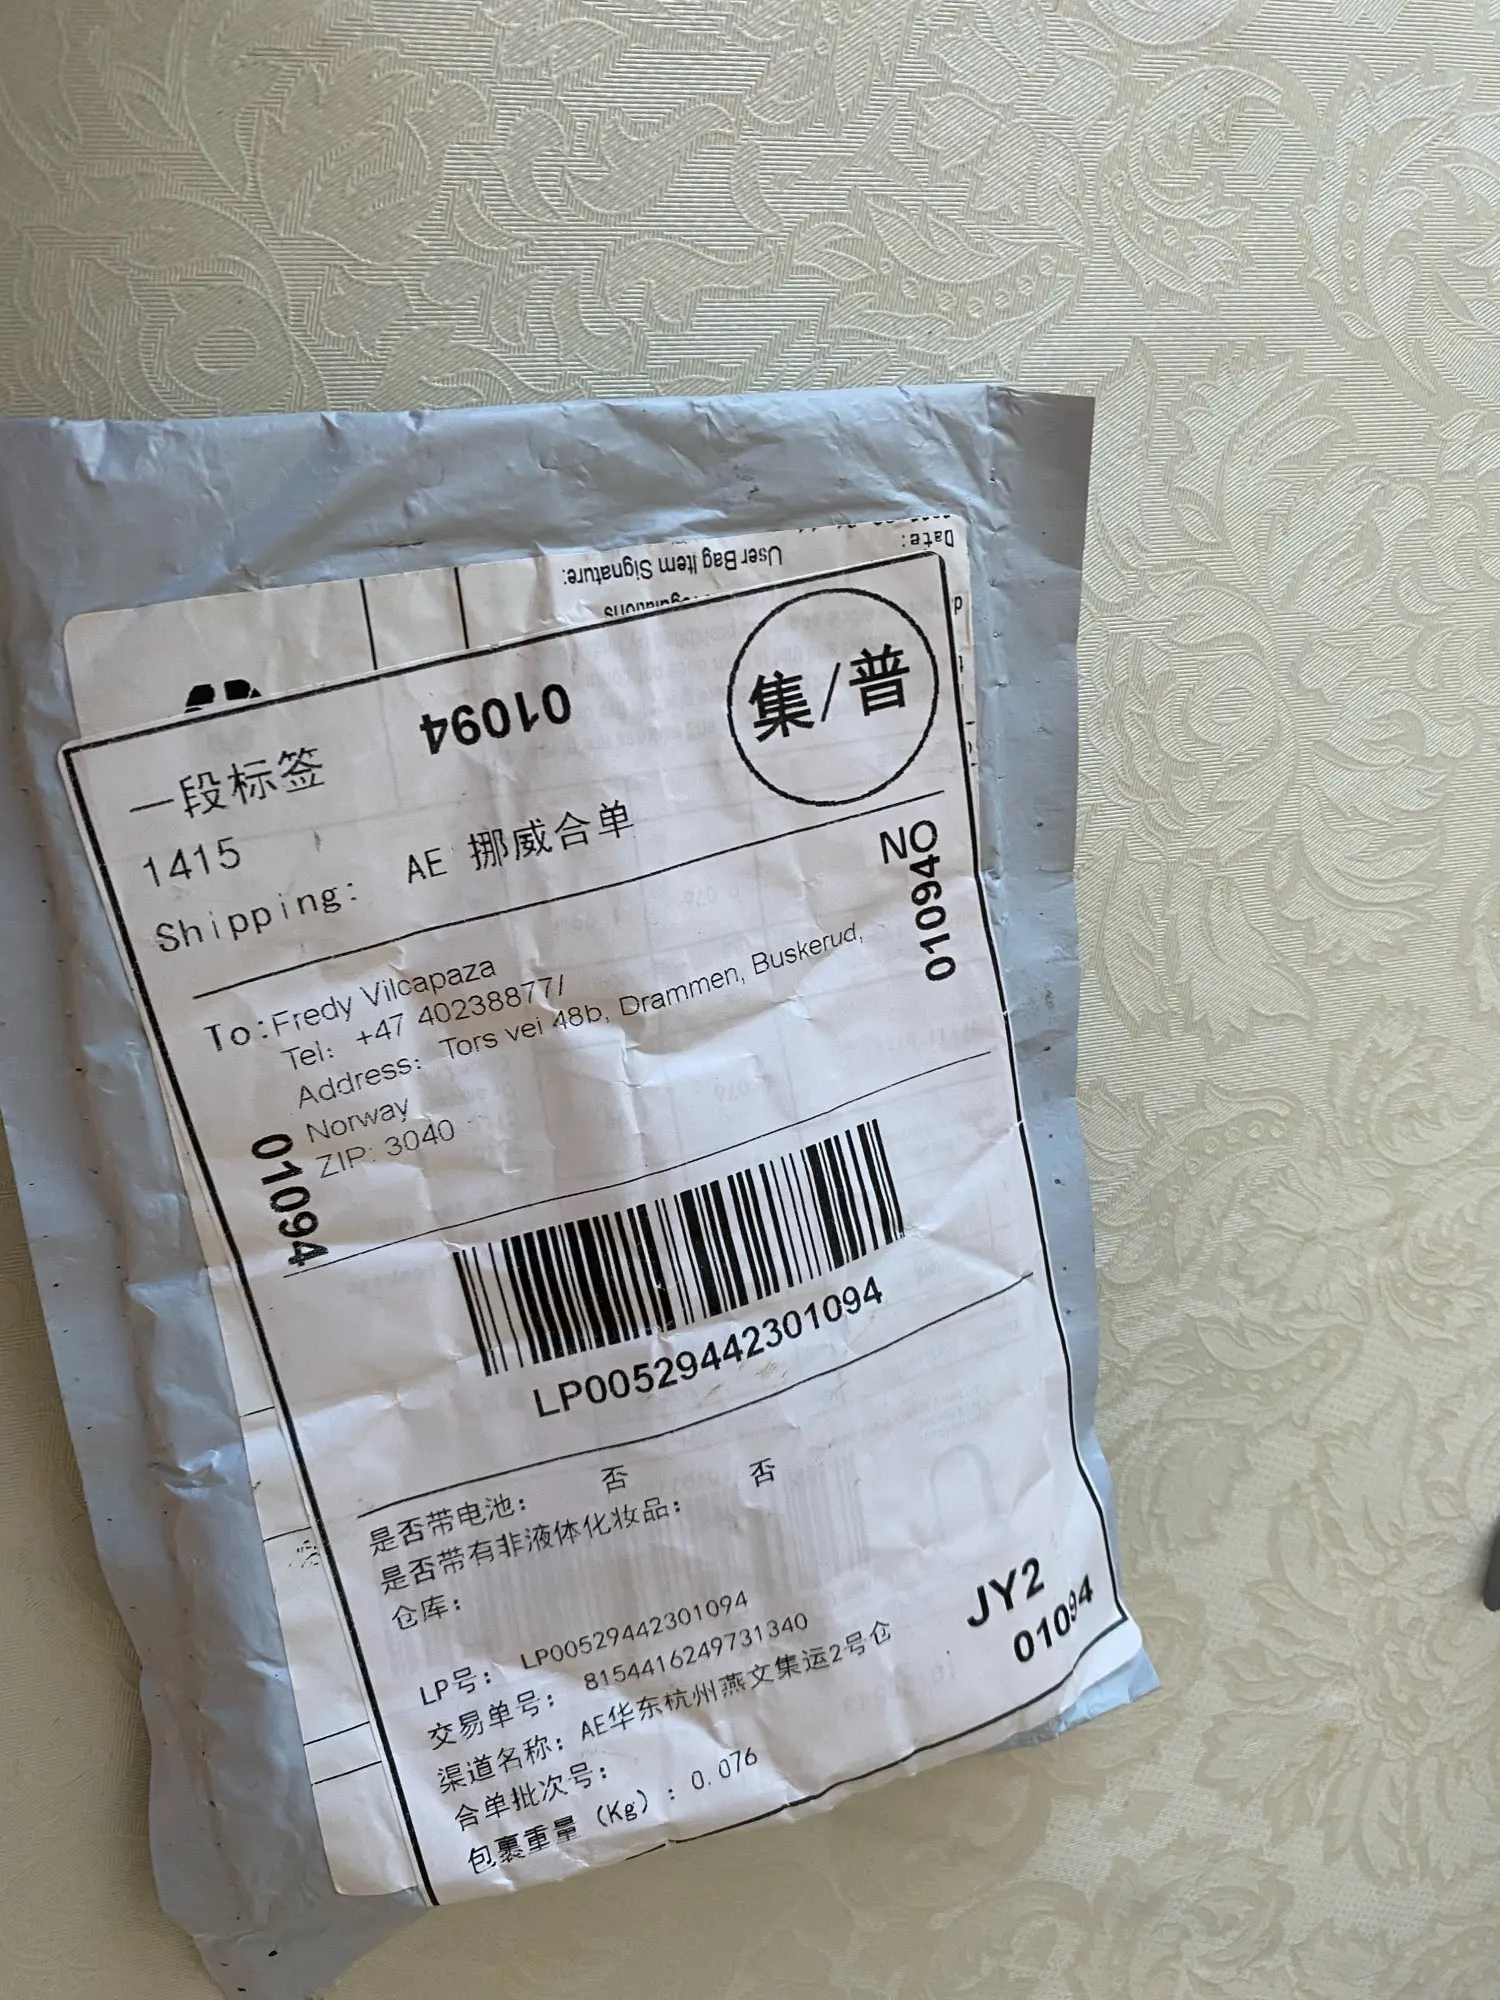 Date:
User Bag Item Signature:
集/普
01094
一段标签
1415
Shipping: AE 挪威合单
NO
01094
To: Fredy Vilcapaza
Tel: +47 40238877/
Address: Tors vei 48b, Drammen, Buskerud,
Norway
ZIP: 3040
01094
LP00529442301094
是否带电池: 否
是否带有非液体化妆品: 否
仓库:
JY2
01094
LP号: LP00529442301094
交易单号: 8154416249731340
渠道名称: AE华东杭州燕文集运2号仓
合单批次号:
包裹重量 (Kg) : 0.076